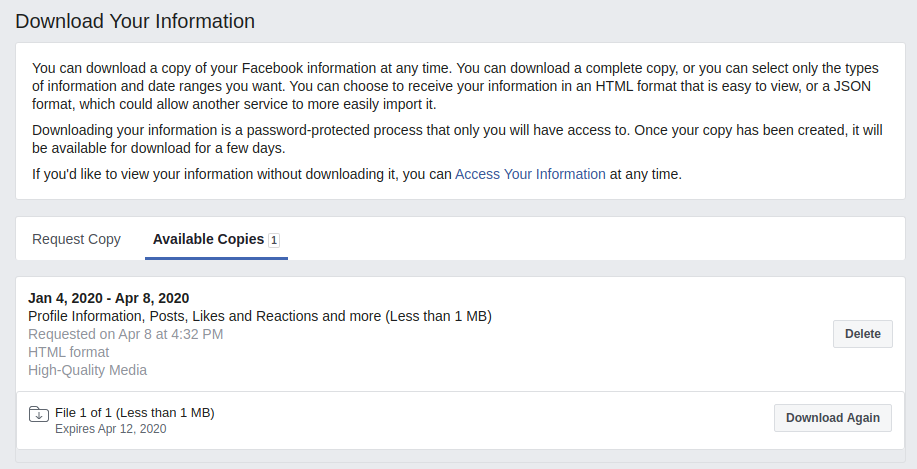 Download Your Information
You can download a copy of your Facebook information at any time. You can download a complete copy, or you can select only the types
of information and date ranges you want. You can choose to receive your information in an HTML format that is easy to view, or a JSON
format, which could allow another service to more easily import it.
Downloading your information is a password-protected process that only you will have access to. Once your copy has been created, it will
be available for download for a few days.
If you'd like to view your information without downloading it, you can Access Your Information at any time.
Request Copy
Available Copies 1
Jan 4, 2020 - Apr 8, 2020
Profile Information, Posts, Likes and Reactions and more (Less than 1 MB)
Requested on Apr 8 at 4:32 PM
Delete
HTML format
High-Quality Media
File 1 of 1 (Less than 1 MB)
Download Again
Expires Apr 12, 2020